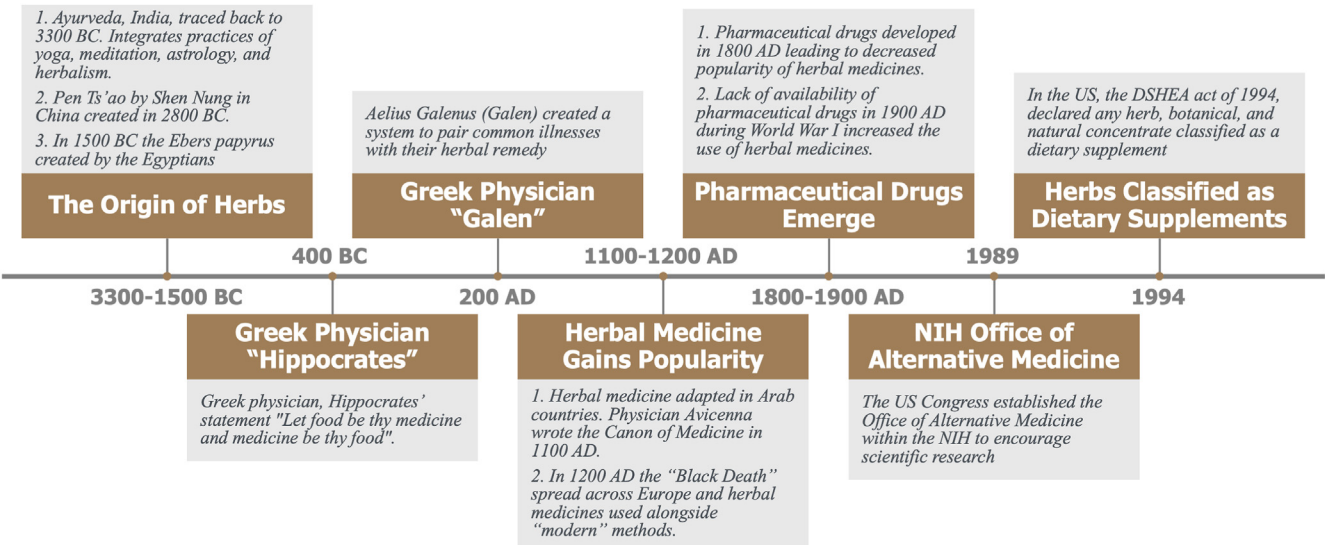 1. Ayurveda, India, traced back to
3300 BC. Integrates practices of
yoga, meditation, astrology, and
herbalism.
2. Pen Ts’ao by Shen Nung in
China created in 2800 BC.
3. In 1500 BC the Ebers papyrus
created by the Egyptians
The Origin of Herbs
3300-1500 BC
400 BC
Greek Physician
“Hippocrates”
Greek physician, Hippocrates’
statement "Let food be thy medicine
and medicine be thy food".
Aelius Galenus (Galen) created a
system to pair common illnesses
with their herbal remedy
Greek Physician
“Galen”
200 AD
1100-1200 AD
Herbal Medicine
Gains Popularity
1. Herbal medicine adapted in Arab
countries. Physician Avicenna
wrote the Canon of Medicine in
1100 AD.
2. In 1200 AD the “Black Death”
spread across Europe and herbal
medicines used alongside
“modern” methods.
1. Pharmaceutical drugs developed
in 1800 AD leading to decreased
popularity of herbal medicines.
2. Lack of availability of
pharmaceutical drugs in 1900 AD
during World War I increased the
use of herbal medicines.
Pharmaceutical Drugs
Emerge
1800-1900 AD
1989
NIH Office of
Alternative Medicine
The US Congress established the
Office of Alternative Medicine
within the NIH to encourage
scientific research
In the US, the DSHEA act of 1994,
declared any herb, botanical, and
natural concentrate classified as a
dietary supplement
Herbs Classified as
Dietary Supplements
1994